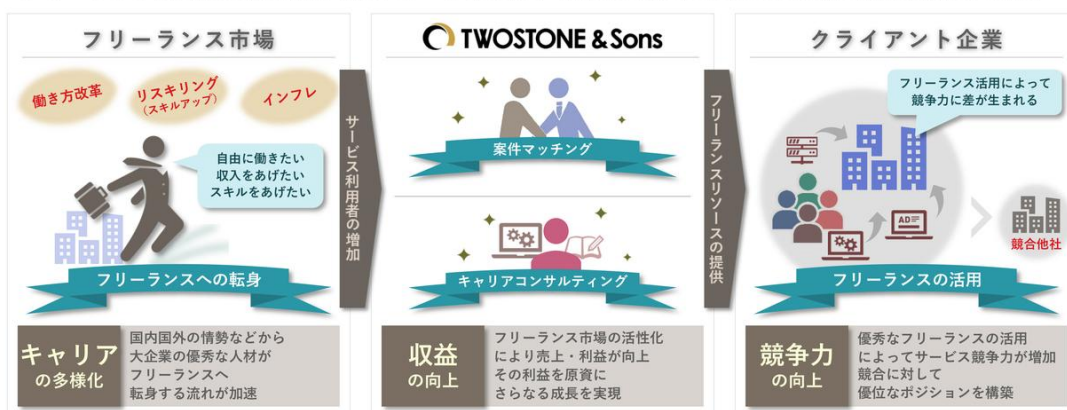 フリーランス市場
働き方改革
リスキリング
(スキルアップ)
インフレ
自由に働きたい
収入をあげたい
スキルをあげたい
フリーランスへの転身
キャリア
の多様化
国内国外の情勢などから
大企業の優秀な人材が
フリーランスへ
転身する流れが加速
サービス利用者の増加
TWOSTONE & Sons
案件マッチング
キャリアコンサルティング
収益
の向上
フリーランス市場の活性化
により売上・利益が向上
その利益を原資に
さらなる成長を実現
フリーランスリソースの提供
クライアント企業
フリーランス活用によって
競争力に差が生まれる
AD
競合他社
フリーランスの活用
競争力
の向上
優秀なフリーランスの活用
によってサービス競争力が増加
競合に対して
優位なポジションを構築